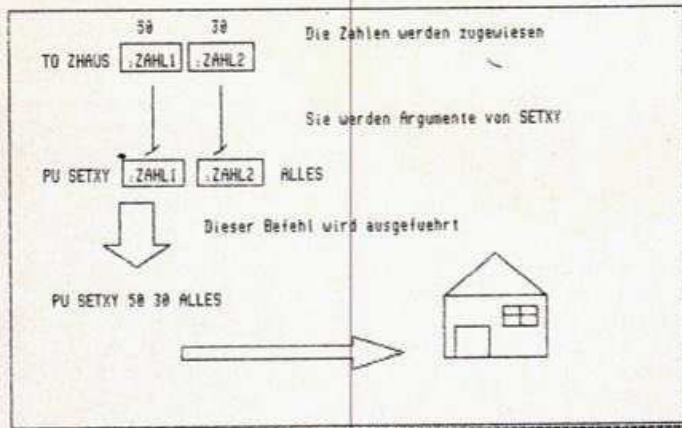 50 30 Die Zahlen werden zugewiesen
TO ZHAUS :ZAHL1 :ZAHL2
Sie werden Argumente von SETXY
PU SETXY :ZAHL1 :ZAHL2 ALLES
Dieser Befehl wird ausgefuehrt
PU SETXY 50 30 ALLES